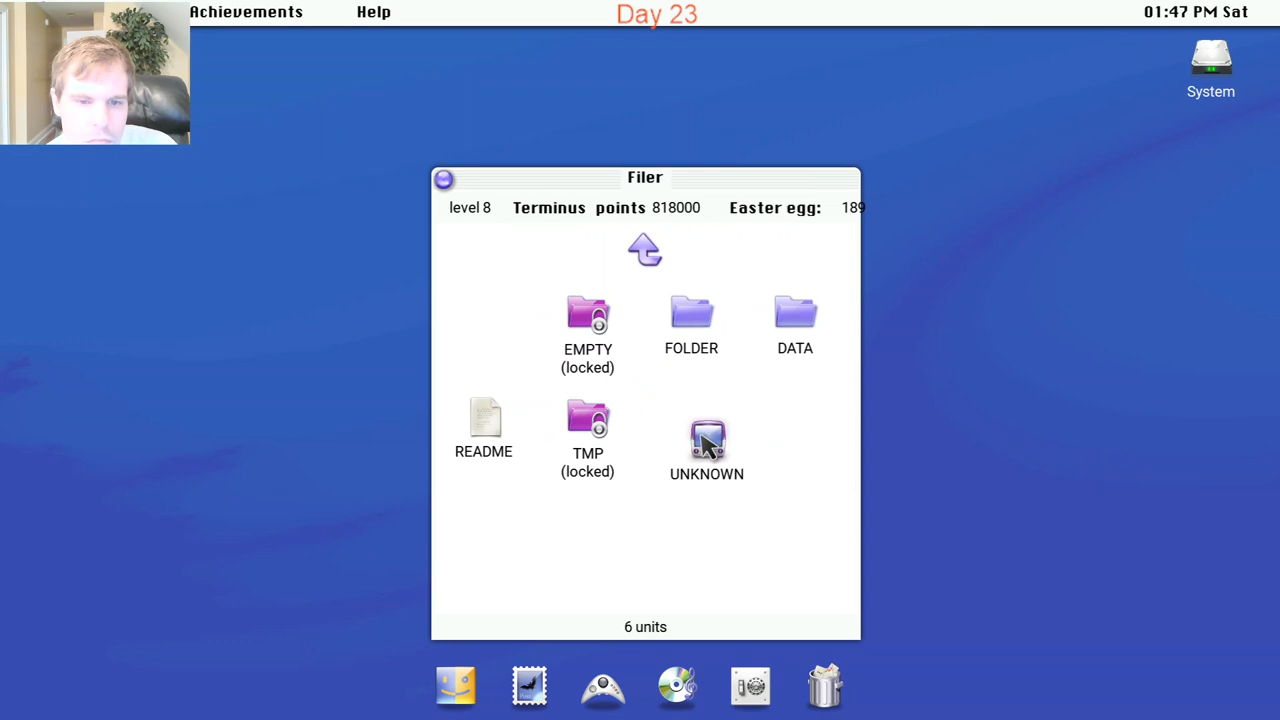 Achievements Help Day 23 01:47 PM Sat
System
Filer
level 8 Terminus points 818000 Easter egg: 189
EMPTY
(locked)
FOLDER
DATA
README
TMP
(locked)
UNKNOWN
6 units